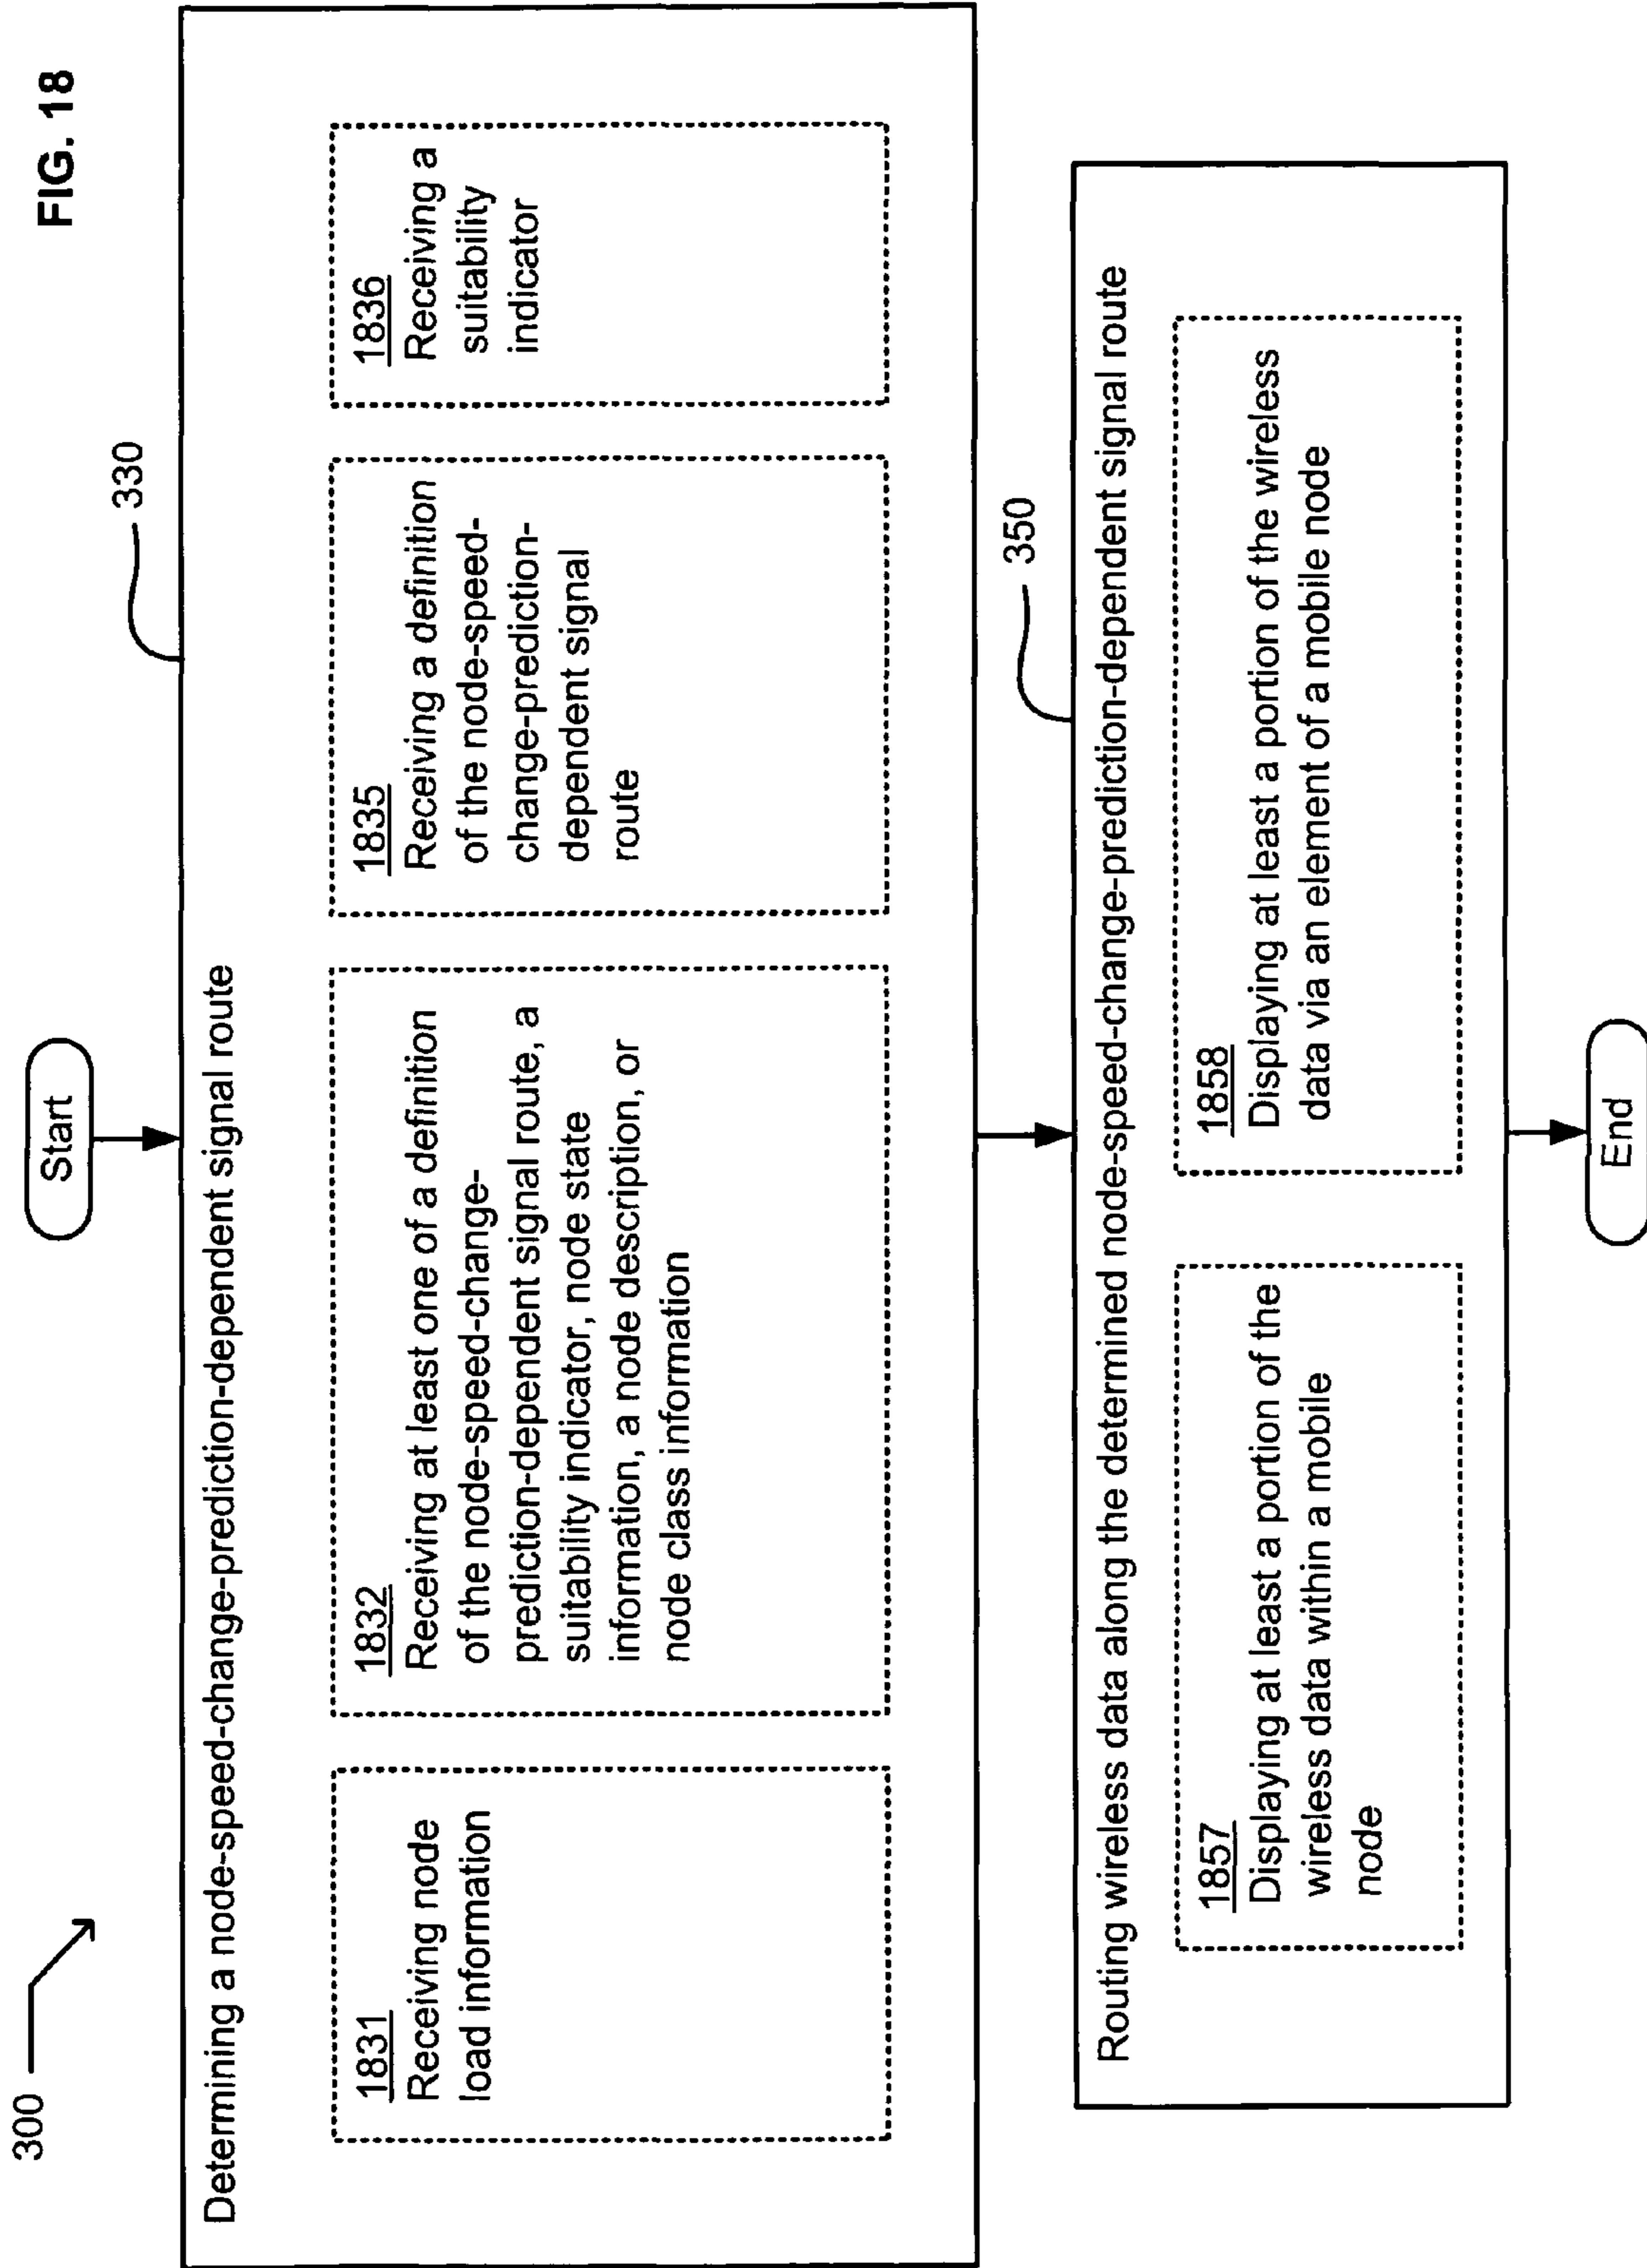 300
FIG. 18
Start
330
Determining a node-speed-change-prediction-dependent signal route
1831
Receiving node
load information
1832
Receiving at least one of a definition
of the node-speed-change-
prediction-dependent signal route, a
suitability indicator, node state
information, a node description, or
node class information
1835
Receiving a definition
of the node-speed-
change-prediction-
dependent signal
route
1836
Receiving a
suitability
indicator
350
Routing wireless data along the determined node-speed-change-prediction-dependent signal route
1857
Displaying at least a portion of the
wireless data within a mobile
node
1858
Displaying at least a portion of the wireless
data via an element of a mobile node
End